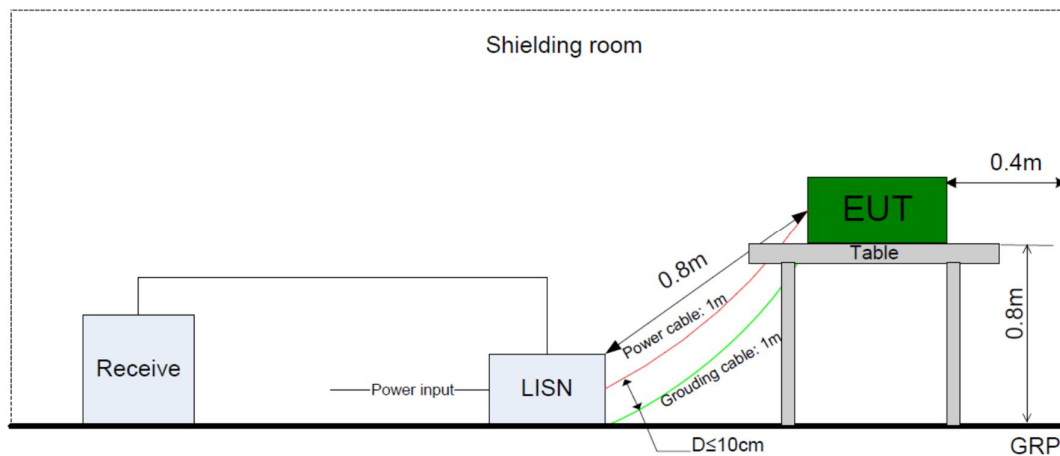 Shielding room
0.4m
EUT
Table
0.8m
Power cable: 1m
Grouding cable: 1m
0.8m
Receive
Power input
LISN
D≤10cm
GRP